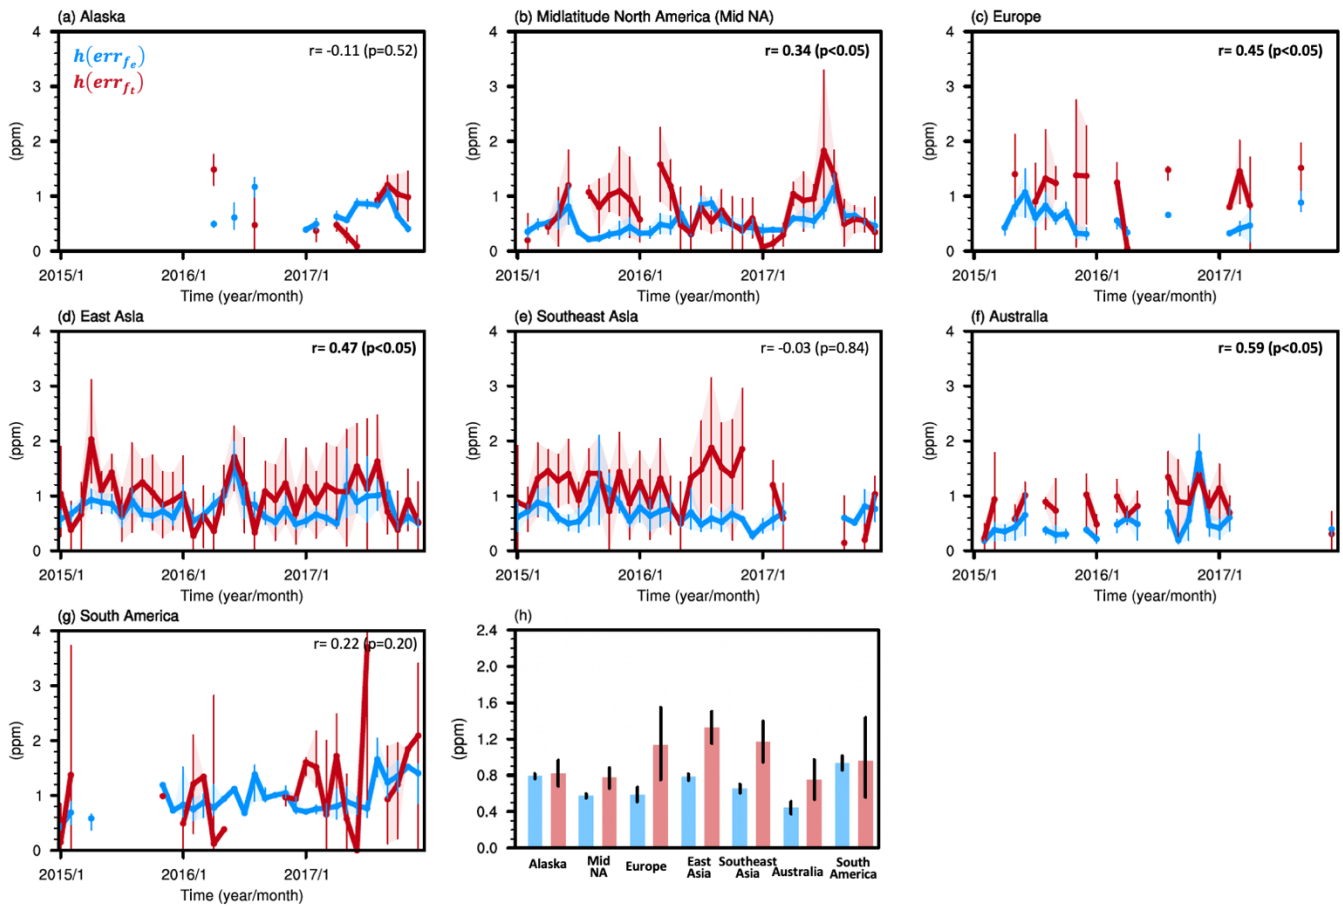 (a) Alaska
4
3
2
1
0
(ppm)
h(err_fe)
h(err_ft)
r= -0.11 (p=0.52)
2015/1 2016/1 2017/1
Time (year/month)
(b) Midlatitude North America (Mid NA)
4
3
2
1
0
(ppm)
r= 0.34 (p<0.05)
2015/1 2016/1 2017/1
Time (year/month)
(c) Europe
4
3
2
1
0
(ppm)
r= 0.45 (p<0.05)
2015/1 2016/1 2017/1
Time (year/month)
(d) East Asia
4
3
2
1
0
(ppm)
r= 0.47 (p<0.05)
2015/1 2016/1 2017/1
Time (year/month)
(e) Southeast Asia
4
3
2
1
0
(ppm)
r= -0.03 (p=0.84)
2015/1 2016/1 2017/1
Time (year/month)
(f) Australia
4
3
2
1
0
(ppm)
r= 0.59 (p<0.05)
2015/1 2016/1 2017/1
Time (year/month)
(g) South America
4
3
2
1
0
(ppm)
r= 0.22 (p=0.20)
2015/1 2016/1 2017/1
Time (year/month)
(h)
2.4
2.0
1.6
1.2
0.8
0.4
0.0
(ppm)
Alaska
Mid
NA
Europe
East
Asia
Southeast
Asia
Australia
South
America